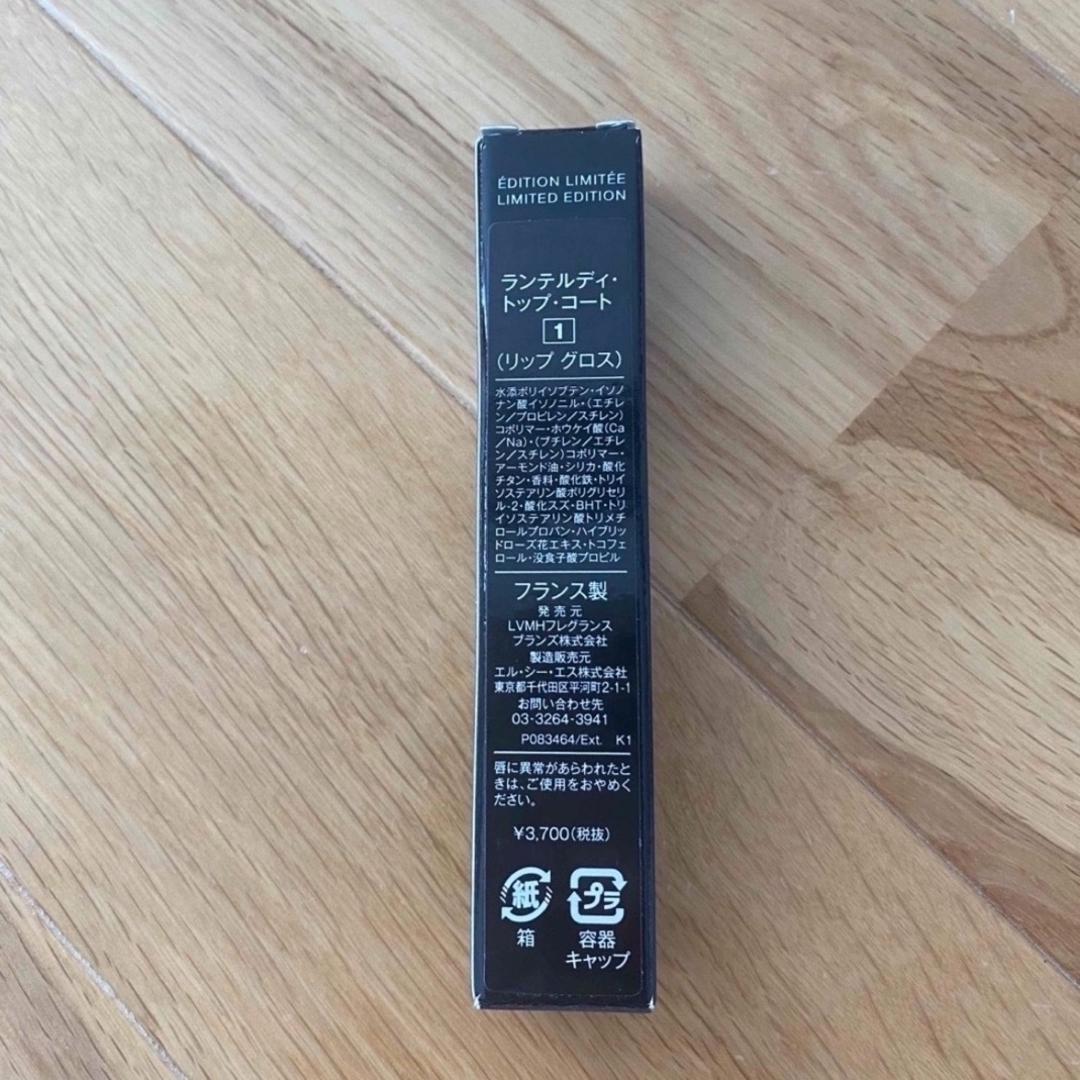 ÉDITION LIMITÉE
LIMITED EDITION
ランテルディ・
トップ・コート
1
(リップ グロス)
水添ポリイソブテン・イソノ
ナン酸イソノニル・(エチレ
ン/プロピレン/スチレン)
コポリマー・ホウケイ酸(Ca
/Na)・(ブチレン/エチレ
ン/スチレン)コポリマー・
アーモンド油・シリカ・酸化
チタン・香料・酸化鉄・トリイ
ソステアリン酸ポリグリセリ
ル-2・酸化スズ・BHT・トリ
イソステアリン酸トリメチ
ロールプロパン・ハイブリッ
ドローズ花エキス・トコフェ
ロール・没食子酸プロピル
フランス製
発売元
LVMHフレグランス
ブランズ株式会社
製造販売元
エル・シー・エス株式会社
東京都千代田区平河町2-1-1
お問い合わせ先
03-3264-3941
P083464/Ext. K1
唇に異常があらわれたと
きは、ご使用をおやめく
ださい。
¥3,700(税抜)
紙 プラ
箱 容器
キャップ